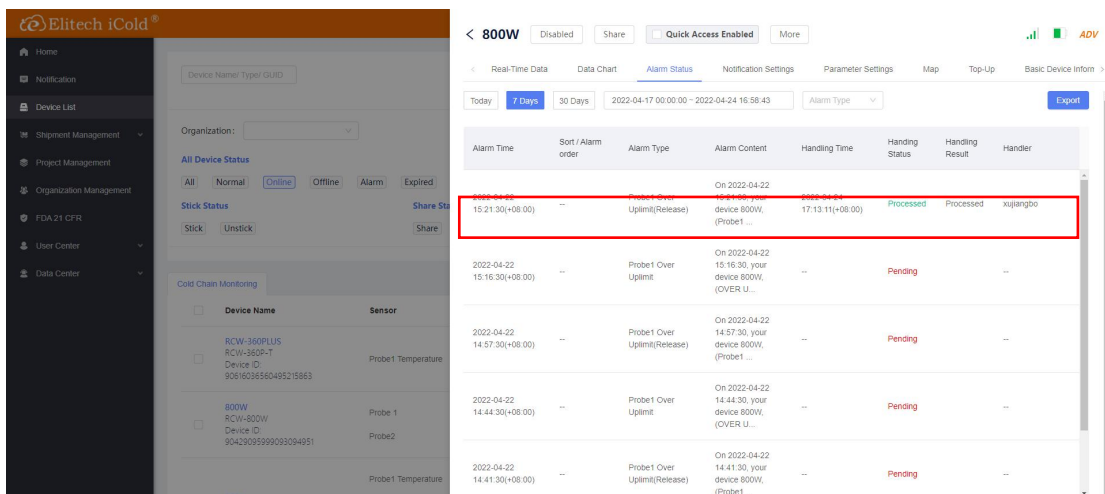 Elitech iCold®
Home
Notification
Device List
Shipment Management
Project Management
Organization Management
FDA 21 CFR
User Center
Data Center
Device Name/ Type/ GUID
Organization:
All Device Status
All Normal Online Offline Alarm Expired
Stick Status Share Sta
Stick Unstick Share
Cold Chain Monitoring
Device Name Sensor
RCW-360PLUS
RCW-360P-T
Device ID:
90616036560495215863
Probe1 Temperature
800W
RCW-800W
Device ID:
90429095999093094951
Probe 1
Probe2
Probe1 Temperature
< 800W Disabled Share Quick Access Enabled More ADV
< Real-Time Data Data Chart Alarm Status Notification Settings Parameter Settings Map Top-Up Basic Device Inform >
Today 7 Days 30 Days 2022-04-17 00:00:00 ~ 2022-04-24 16:58:43 Alarm Type Export
Alarm Time Sort / Alarm order Alarm Type Alarm Content Handling Time Handing Status Handling Result Handler
2022-04-22
15:21:30(+08:00)
--
Probe1 Over
Uplimit(Release)
On 2022-04-22
15:21:30, your
device 800W,
(Probe1 ...
2022-04-24
17:13:11(+08:00)
Processed
Processed
xujiangbo
2022-04-22
15:16:30(+08:00)
--
Probe1 Over
Uplimit
On 2022-04-22
15:16:30, your
device 800W,
(OVER U...
--
Pending
--
2022-04-22
14:57:30(+08:00)
--
Probe1 Over
Uplimit(Release)
On 2022-04-22
14:57:30, your
device 800W,
(Probe1 ...
--
Pending
--
2022-04-22
14:44:30(+08:00)
--
Probe1 Over
Uplimit
On 2022-04-22
14:44:30, your
device 800W,
(OVER U...
--
Pending
--
2022-04-22
14:41:30(+08:00)
--
Probe1 Over
Uplimit(Release)
On 2022-04-22
14:41:30, your
device 800W,
(Probe1
--
Pending
--